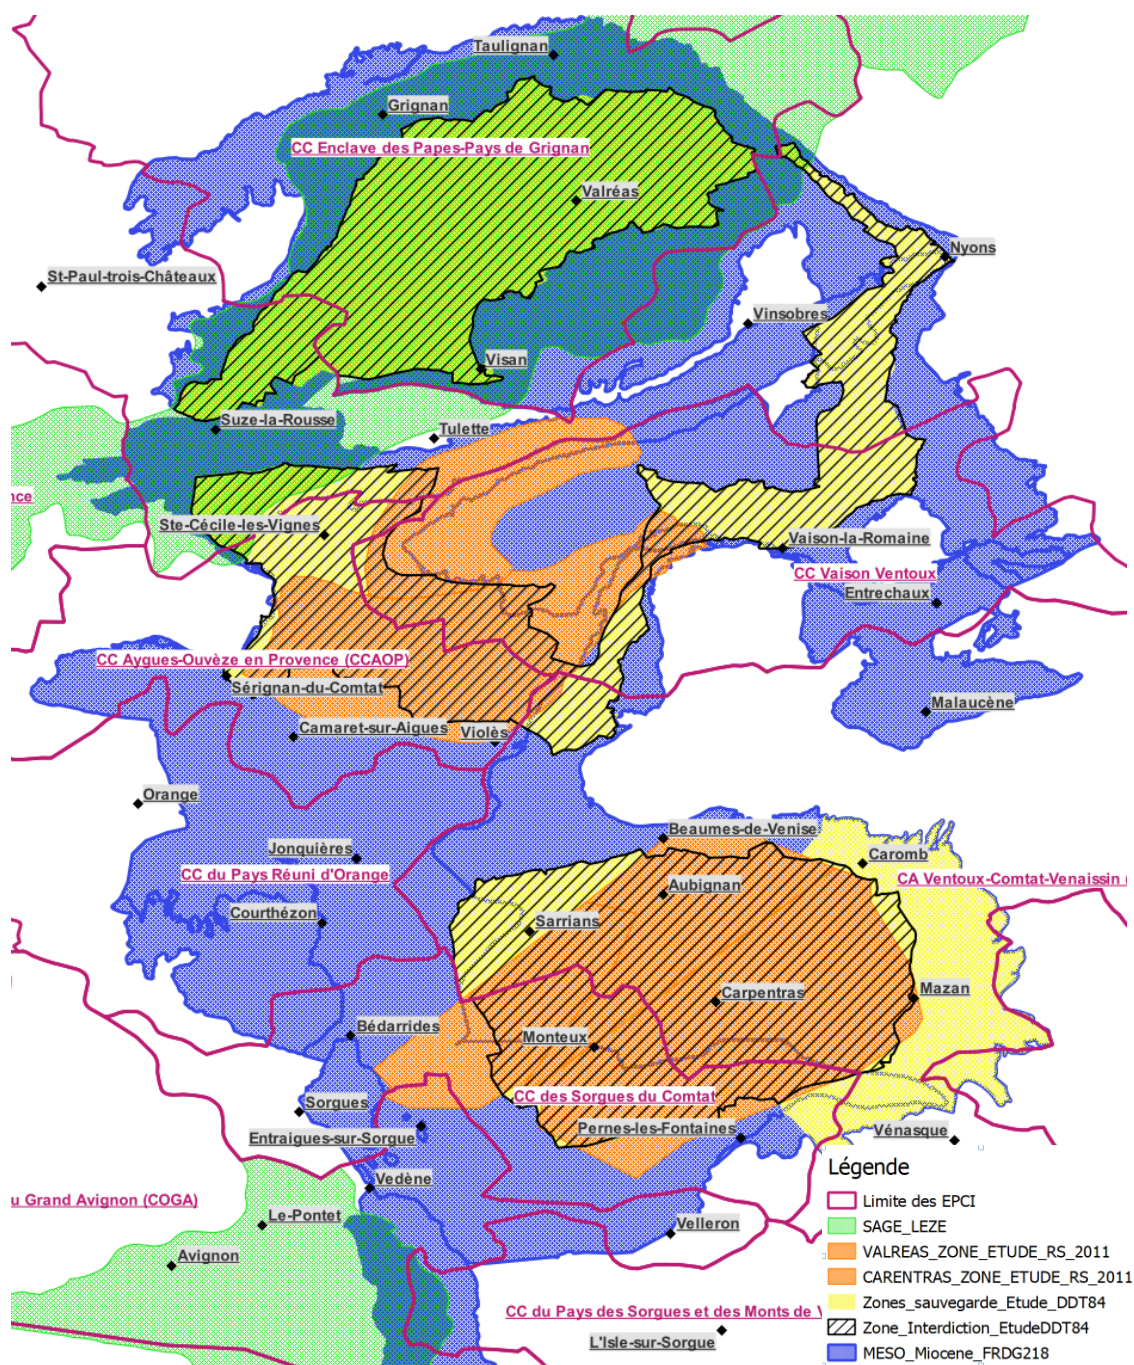 Taulignan
Grignan
CC Enclave des Papes-Pays de Grignan
Valréas
Nyons
St-Paul-trois-Châteaux
Vinsobres
Visan
Suze-la-Rousse
Tulette
nce
Ste-Cécile-les-Vignes
Vaison-la-Romaine
CC Vaison Ventoux
Entrechaux
CC Aygues-Ouvèze en Provence (CCAOP)
Sérignan-du-Comtat
Malaucène
Camaret-sur-Aigues
Violès
Orange
Beaumes-de-Venise
Jonquières
Caromb
CC du Pays Réuni d'Orange
CA Ventoux-Comtat-Venaissin (
Aubignan
Courthézon
Sarrians
Carpentras
Mazan
Bédarrides
Monteux
CC des Sorgues du Comtat
Sorgues
Entraigues-sur-Sorgue
Pernes-les-Fontaines
Vénasque
Vedène
u Grand Avignon (COGA)
Le-Pontet
Velleron
Avignon
CC du Pays des Sorgues et des Monts de V
L'Isle-sur-Sorgue
Légende
Limite des EPCI
SAGE_LEZE
VALREAS_ZONE_ETUDE_RS_2011
CARENTRAS_ZONE_ETUDE_RS_2011
Zones_sauvegarde_Etude_DDT84
Zone_Interdiction_EtudeDDT84
MESO_Miocene_FRDG218